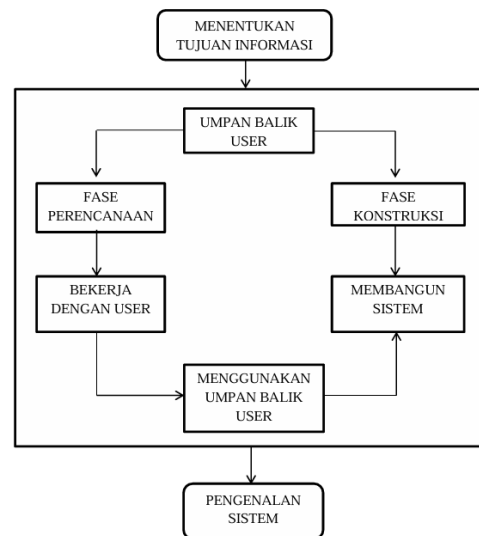 MENENTUKAN
TUJUAN INFORMASI
UMPAN BALIK
USER
FASE
PERENCANAAN
FASE
KONSTRUKSI
BEKERJA
DENGAN USER
MEMBANGUN
SISTEM
MENGGUNAKAN
UMPAN BALIK
USER
PENGENALAN
SISTEM